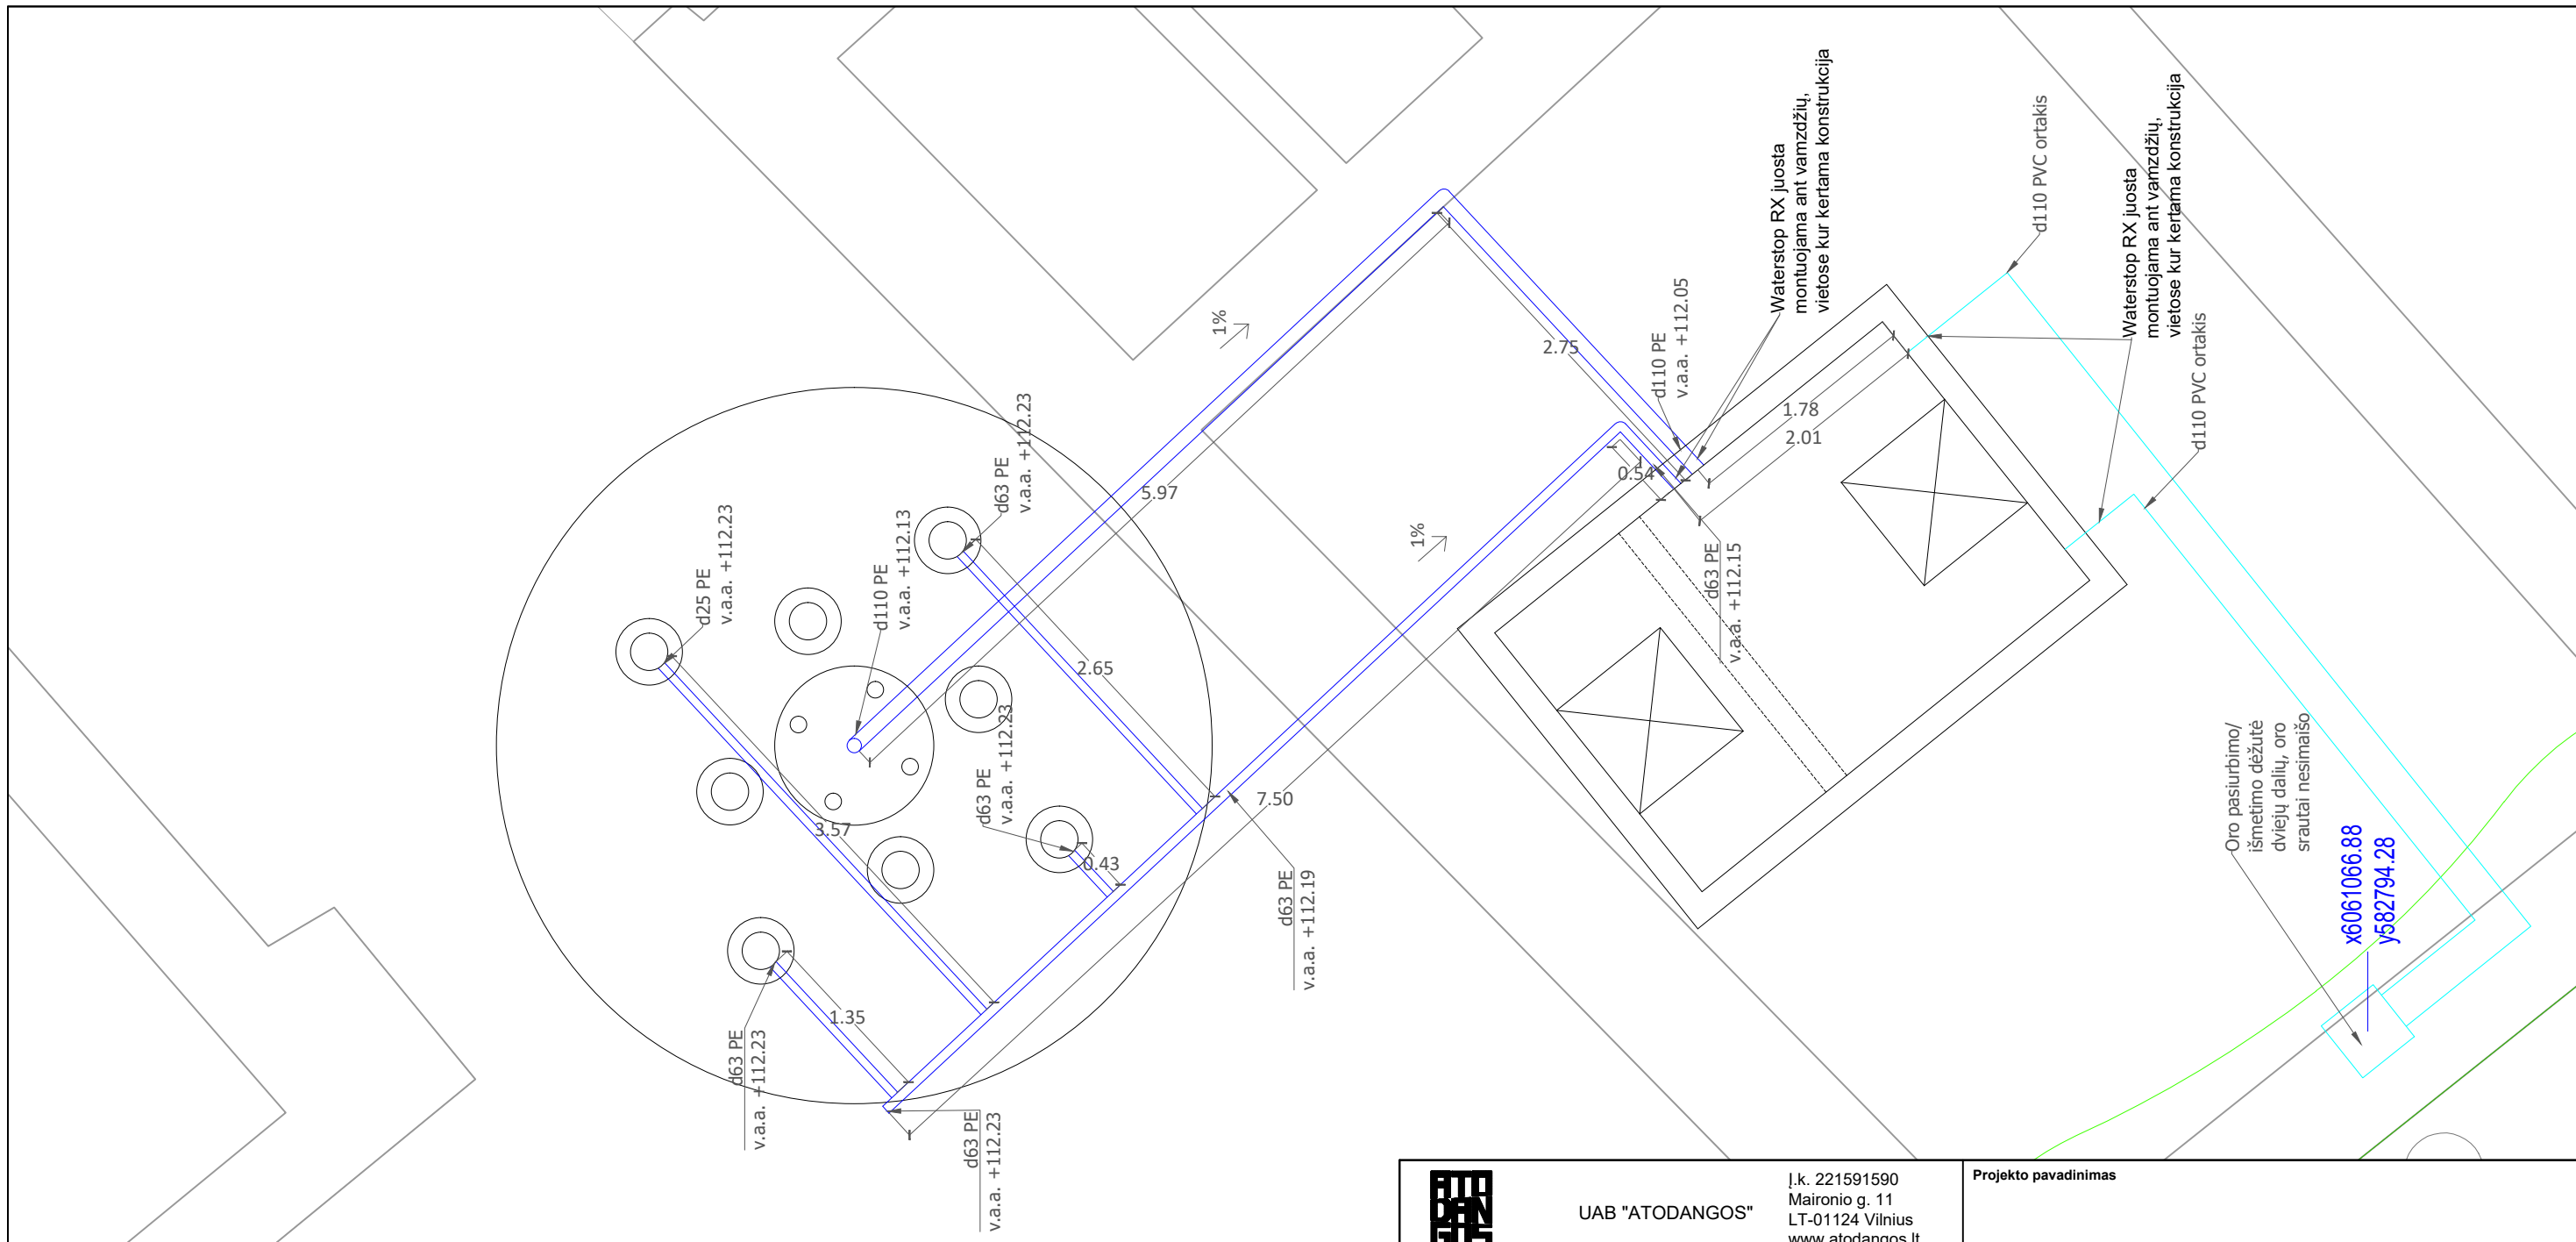 Waterstop RX juosta
montuojama ant vamzdžių,
vietose kur kertama konstrukcija
d110 PVC ortakis
Waterstop RX juosta
montuojama ant vamzdžių,
vietose kur kertama konstrukcija
d110 PVC ortakis
d110 PE
v.a.a. +112.05
1%
2.75
1.78
2.01
0.54
d63 PE
v.a.a. +112.23
5.97
d25 PE
v.a.a. +112.23
d110 PE
v.a.a. +112.13
1%
d63 PE
v.a.a. +112.15
2.65
d63 PE
v.a.a. +112.23
7.50
3.57
0.43
d63 PE
v.a.a. +112.19
1.35
d63 PE
v.a.a. +112.23
d63 PE
v.a.a. +112.23
Oro pasiurbimo/
išmetimo dėžutė
dviejų dalių, oro
srautai nesimaišo
x6061066.88
y582794.28
ATO
DAN
GOS
UAB "ATODANGOS"
Į.k. 221591590
Maironio g. 11
LT-01124 Vilnius
www.atodangos.lt
Projekto pavadinimas